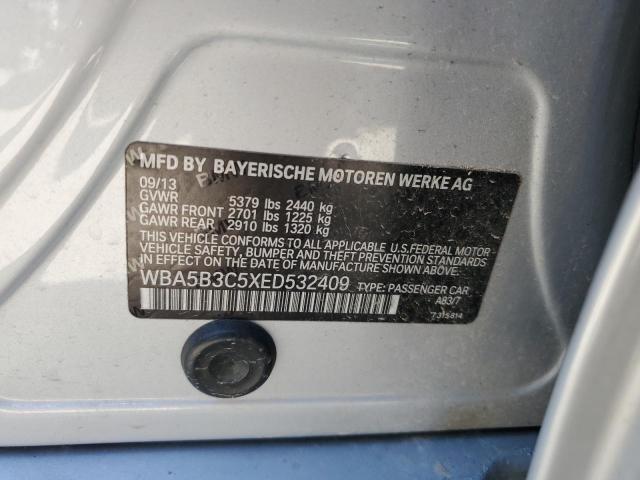 MFD BY BAYERISCHE MOTOREN WERKE AG
09/13
GVWR 5379 lbs 2440 kg
GAWR FRONT 2701 lbs 1225 kg
GAWR REAR 2910 lbs 1320 kg
THIS VEHICLE CONFORMS TO ALL APPLICABLE U.S.FEDERAL MOTOR
VEHICLE SAFETY, BUMPER, AND THEFT PREVENTION STANDARDS
IN EFFECT ON THE DATE OF MANUFACTURE SHOWN ABOVE.
WBA5B3C5XED532409 TYPE: PASSENGER CAR
A83/7
7315814